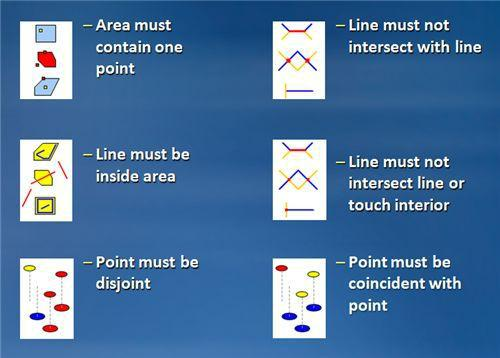 – Area must
contain one
point
– Line must not
intersect with line
– Line must be
inside area
– Line must not
intersect line or
touch interior
– Point must be
disjoint
– Point must be
coincident with
point